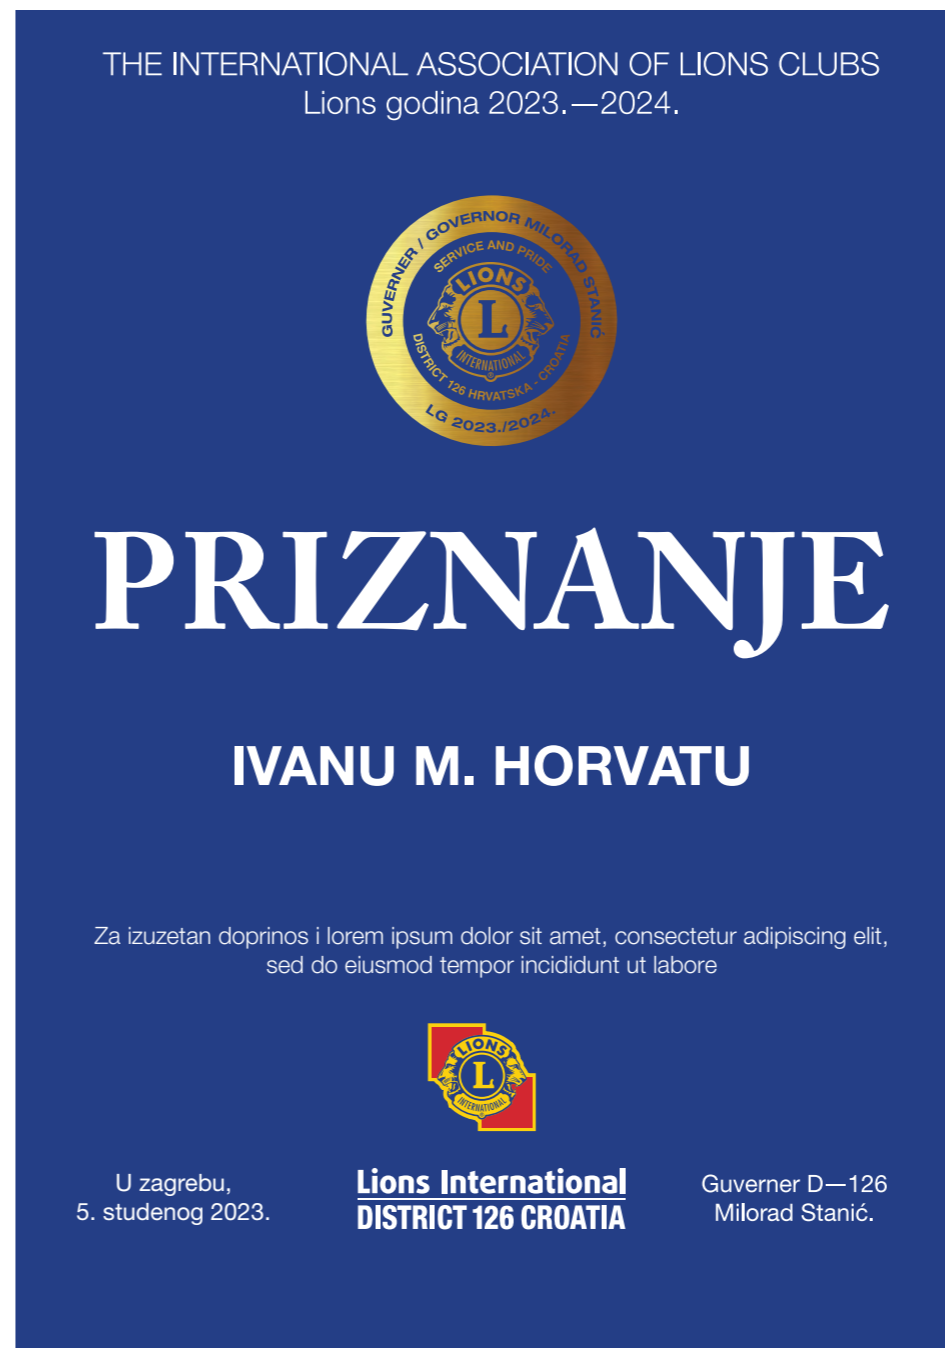 THE INTERNATIONAL ASSOCIATION OF LIONS CLUBS
Lions godina 2023.—2024.
GUVERNER / GOVERNOR MILORAD STANIĆ
SERVICE AND PRIDE
LIONS
L
INTERNATIONAL
DISTRICT 126 HRVATSKA - CROATIA
LG 2023./2024.
PRIZNANJE
IVANU M. HORVATU
Za izuzetan doprinos i lorem ipsum dolor sit amet, consectetur adipiscing elit,
sed do eiusmod tempor incididunt ut labore
LIONS
L
INTERNATIONAL
U zagrebu,
5. studenog 2023.
Lions International
DISTRICT 126 CROATIA
Guverner D—126
Milorad Stanić.